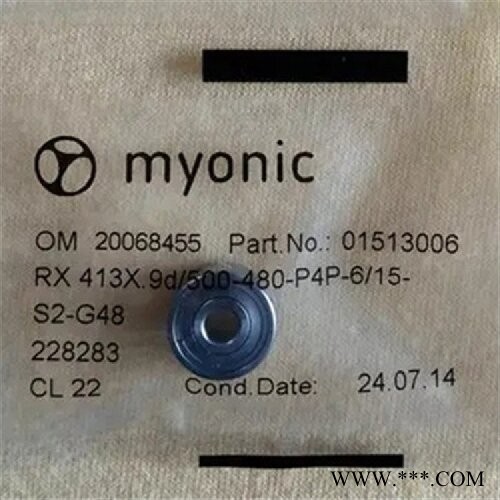 myonic
OM 20068455 Part.No.: 01513006
RX 413X.9d/500-480-P4P-6/15-
S2-G48
228283
CL 22 Cond.Date: 24.07.14
WWW.***.COM